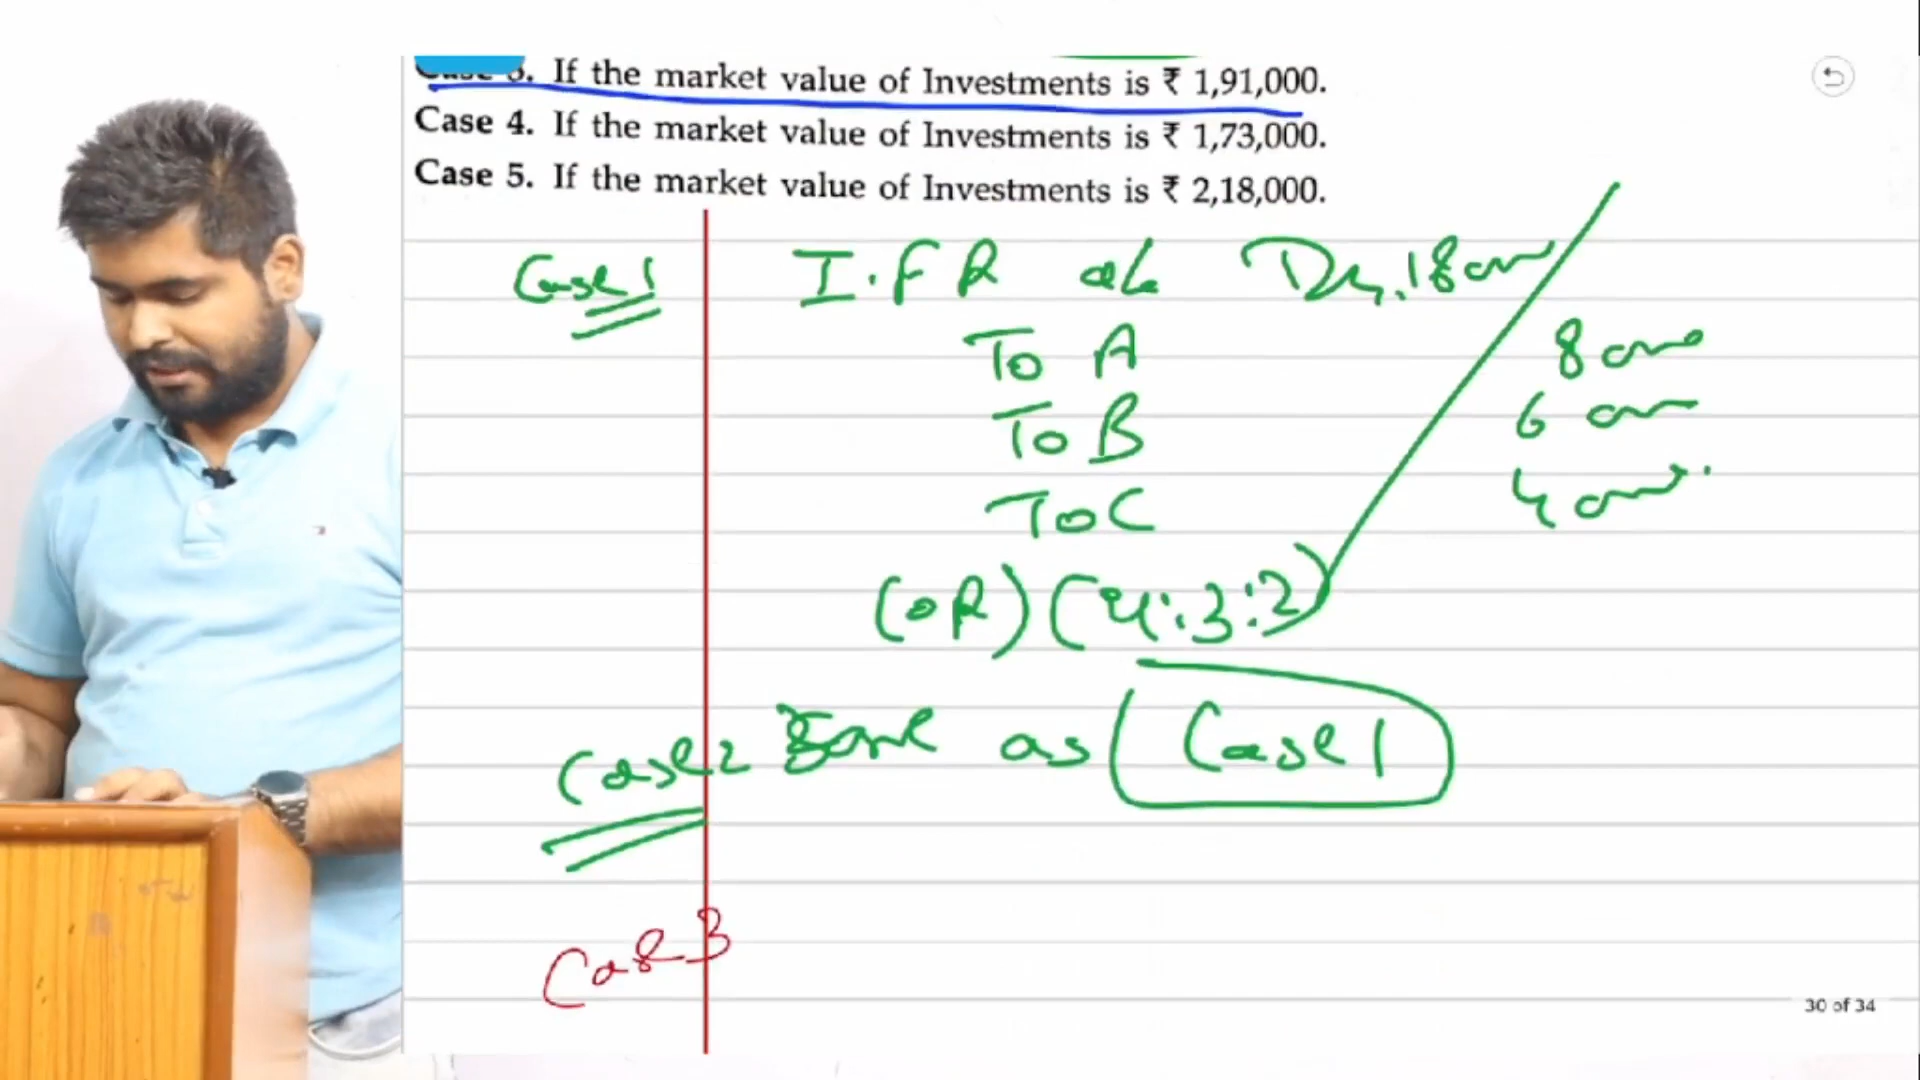 Case 3. If the market value of Investments is ₹ 1,91,000.
Case 4. If the market value of Investments is ₹ 1,73,000.
Case 5. If the market value of Investments is ₹ 2,18,000.
Case 1 I.F R a/c Dr. 18000
To A 8000
To B 6000
To C 4000
(OR) (4:3:2)
Case 2 Same as Case 1
Case 3
30 of 34